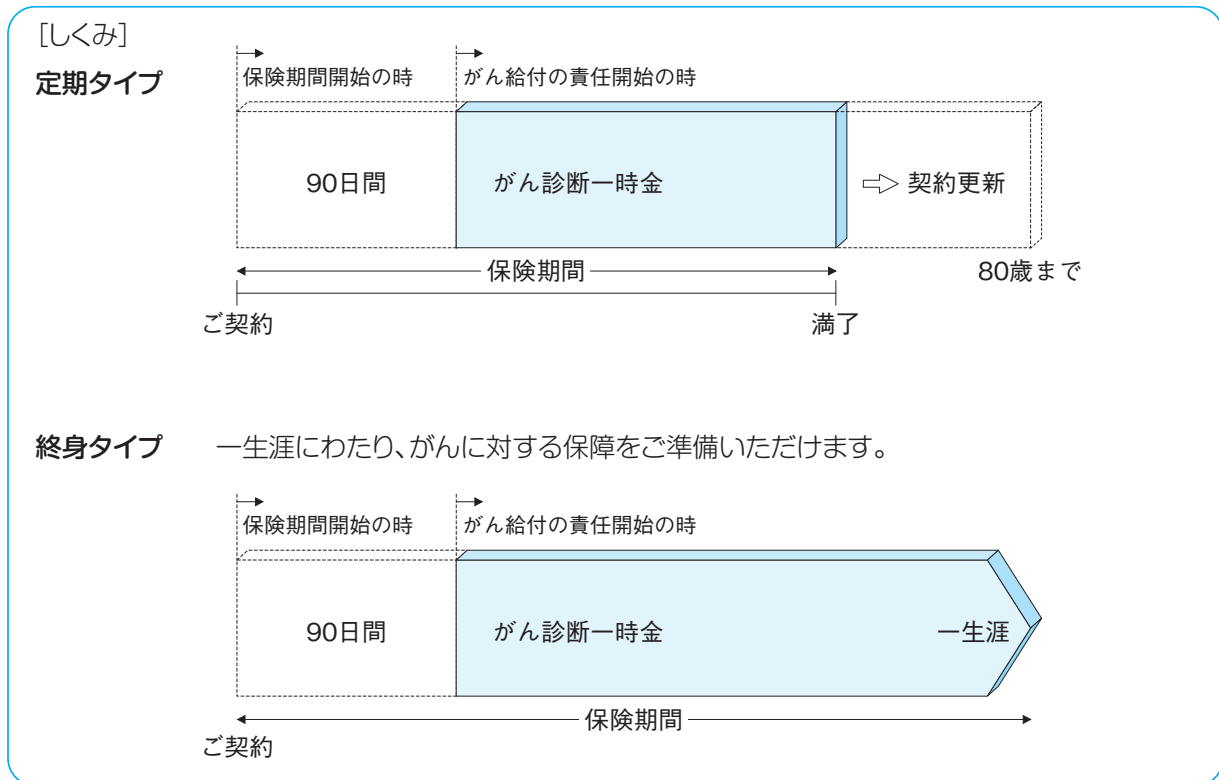 [しくみ]
定期タイプ
保険期間開始の時
がん給付の責任開始の時
90日間
がん診断一時金
⇨ 契約更新
保険期間
80歳まで
ご契約
満了
終身タイプ
一生涯にわたり、がんに対する保障をご準備いただけます。
保険期間開始の時
がん給付の責任開始の時
90日間
がん診断一時金
一生涯
保険期間
ご契約